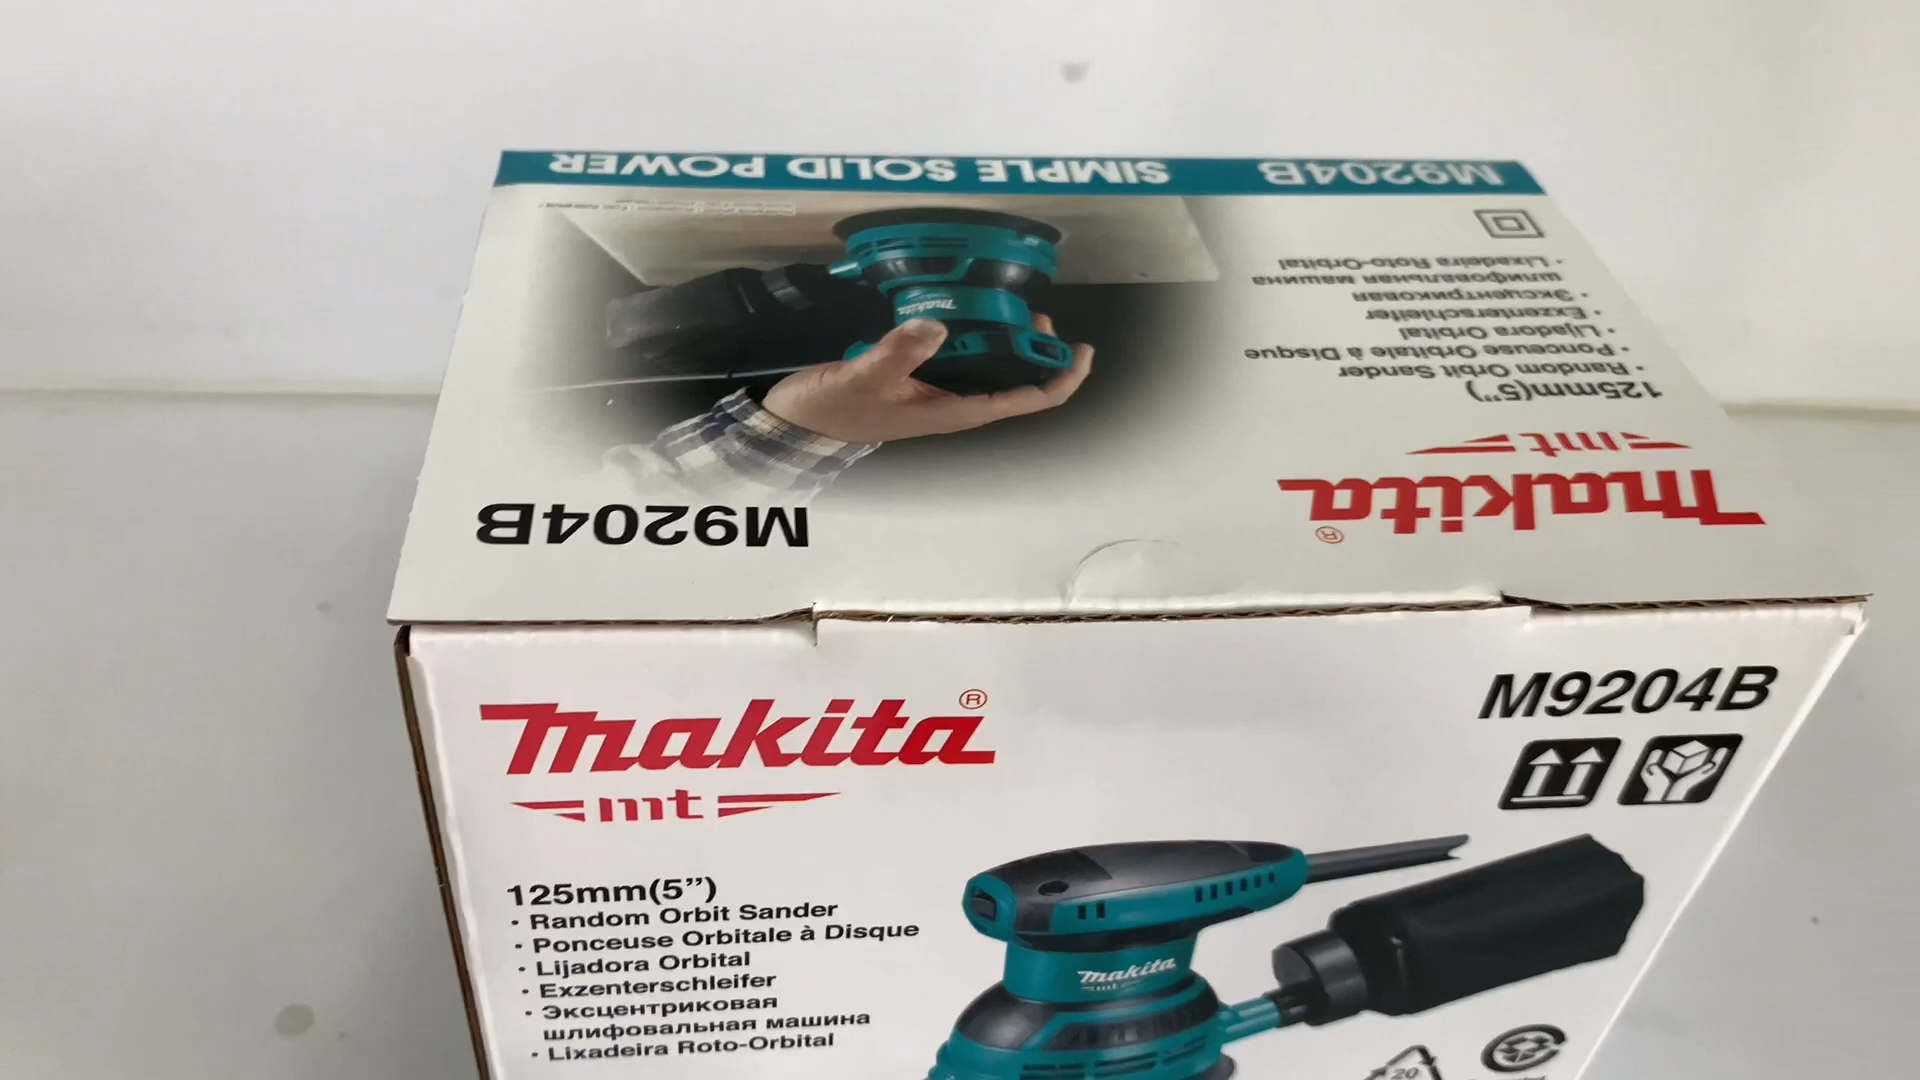 M9204B SIMPLE SOLID POWER
makita®
mt
125mm(5")
• Random Orbit Sander
• Ponceuse Orbitale à Disque
• Lijadora Orbital
• Exzenterschleifer
• Эксцентриковая
шлифовальная машина
• Lixadeira Roto-Orbital
M9204B
makita
makita®
mt
M9204B
125mm(5”)
• Random Orbit Sander
• Ponceuse Orbitale à Disque
• Lijadora Orbital
• Exzenterschleifer
• Эксцентриковая
шлифовальная машина
• Lixadeira Roto-Orbital
makita
mt
20